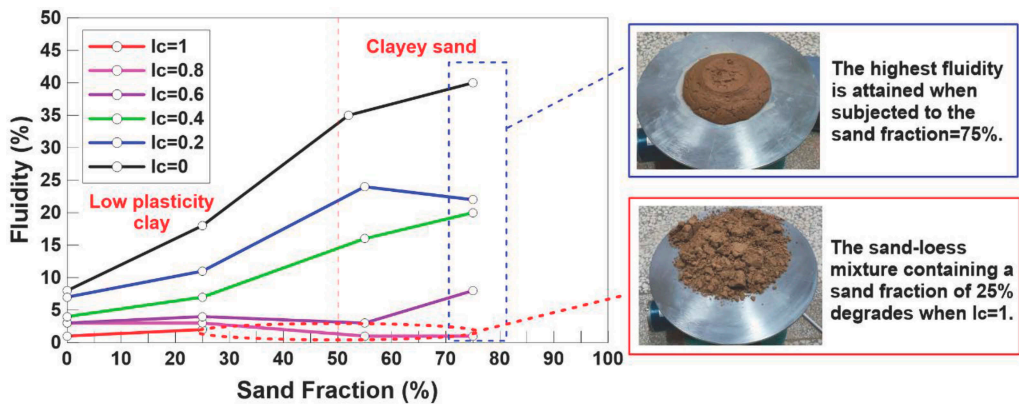 50
45
40
35
30
25
20
15
10
5
0
Fluidity (%)
Ic=1
Ic=0.8
Ic=0.6
Ic=0.4
Ic=0.2
Ic=0
Clayey sand
Low plasticity
clay
0 10 20 30 40 50 60 70 80 90 100
Sand Fraction (%)
The highest fluidity
is attained when
subjected to the
sand fraction=75%.
The sand-loess
mixture containing a
sand fraction of 25%
degrades when Ic=1.